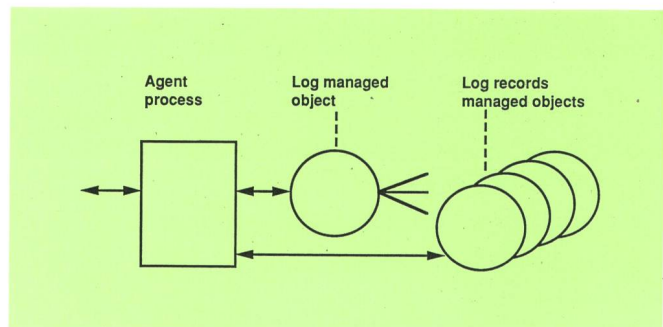 Agent
process
Log managed
object
Log records
managed objects